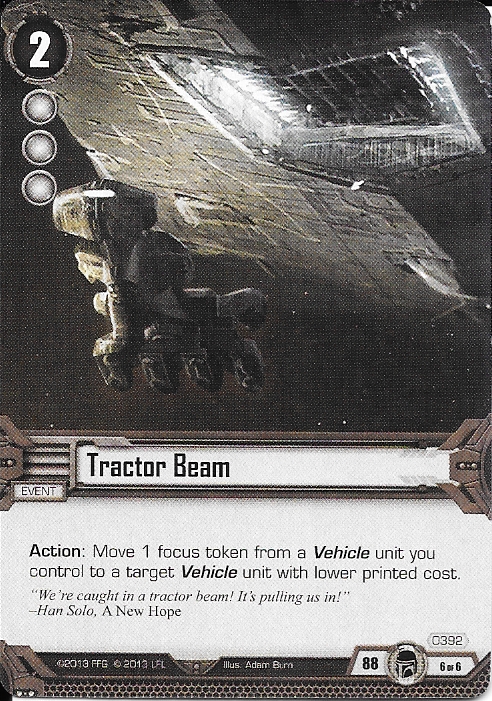 2
Tractor Beam
EVENT
Action: Move 1 focus token from a Vehicle unit you
control to a target Vehicle unit with lower printed cost.
“We’re caught in a tractor beam! It’s pulling us in!”
–Han Solo, A New Hope
0392
©2013 FFG © 2013 LFL Illus. Adam Burn 88 6 OF 6